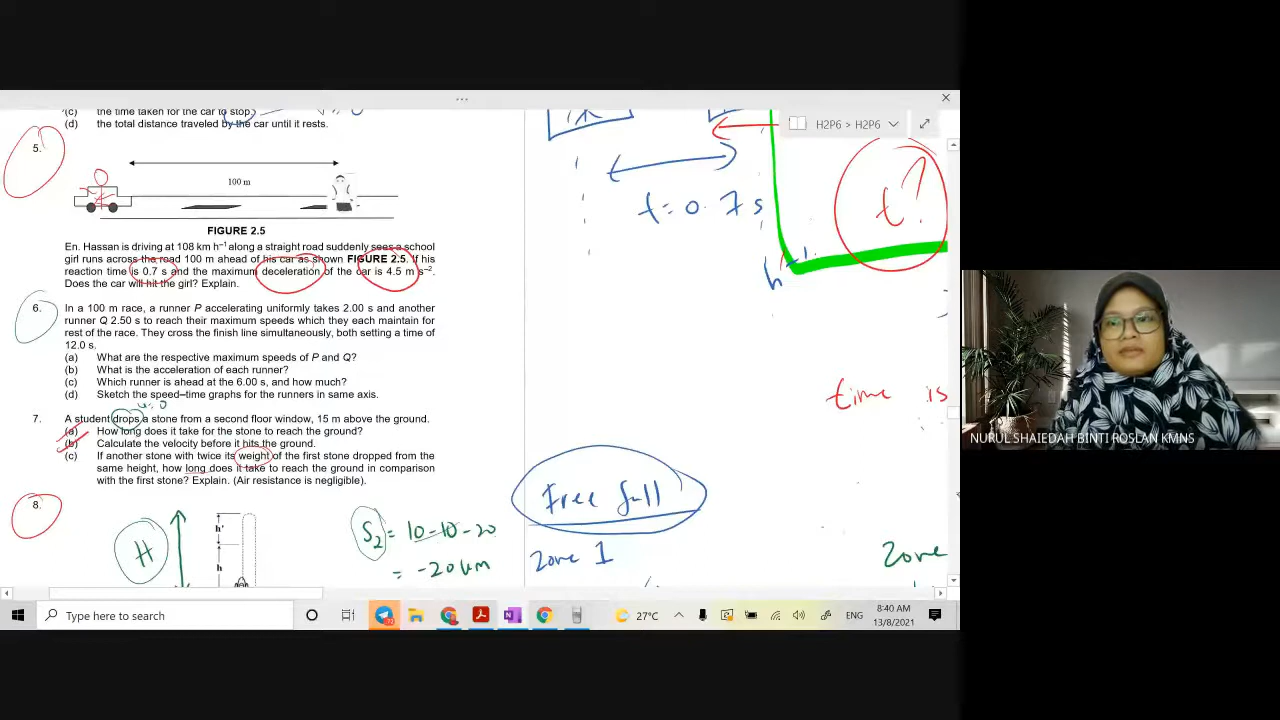 (c) the time taken for the car to stop.
(d) the total distance traveled by the car until it rests.
5.
100 m
FIGURE 2.5
En. Hassan is driving at 108 km h⁻¹ along a straight road suddenly sees a school
girl runs across the road 100 m ahead of his car as shown FIGURE 2.5. If his
reaction time is 0.7 s and the maximum deceleration of the car is 4.5 m s⁻².
Does the car will hit the girl? Explain.
6. In a 100 m race, a runner P accelerating uniformly takes 2.00 s and another
runner Q 2.50 s to reach their maximum speeds which they each maintain for
rest of the race. They cross the finish line simultaneously, both setting a time of
12.0 s.
(a) What are the respective maximum speeds of P and Q?
(b) What is the acceleration of each runner?
(c) Which runner is ahead at the 6.00 s, and how much?
(d) Sketch the speed–time graphs for the runners in same axis.
7. A student drops a stone from a second floor window, 15 m above the ground.
(a) How long does it take for the stone to reach the ground?
(b) Calculate the velocity before it hits the ground.
(c) If another stone with twice its weight of the first stone dropped from the
same height, how long does it take to reach the ground in comparison
with the first stone? Explain. (Air resistance is negligible).
8.
H
h'
h
S₂ = 10-10-20
= -20 km
H2P6 > H2P6
t = 0.7 s
t?
h⁻¹
time is
Free fall
Zone 1
Zone
NURUL SHAIEDAH BINTI ROSLAN KMNS
Type here to search
27°C
ENG
8:40 AM
13/8/2021